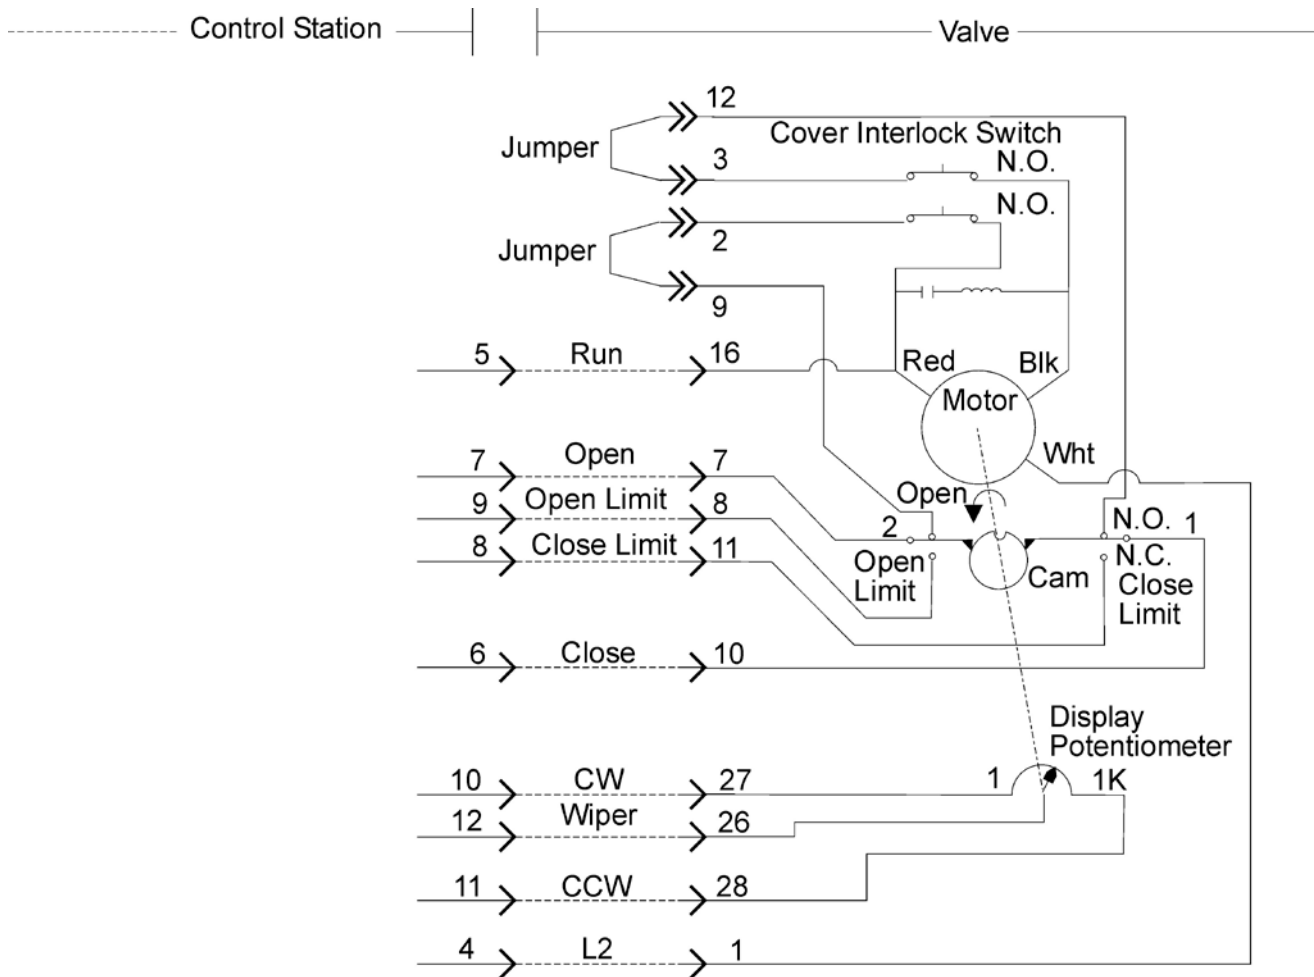 Control Station
Valve
12
Jumper
Cover Interlock Switch
3
N.O.
N.O.
2
Jumper
9
5 Run 16
Red
Blk
Motor
Wht
7 Open 7
9 Open Limit 8
8 Close Limit 11
Open
2
N.O. 1
Open
Limit
N.C.
Close
Limit
Cam
6 Close 10
Display
Potentiometer
10 CW 27
1
1K
12 Wiper 26
11 CCW 28
4 L2 1